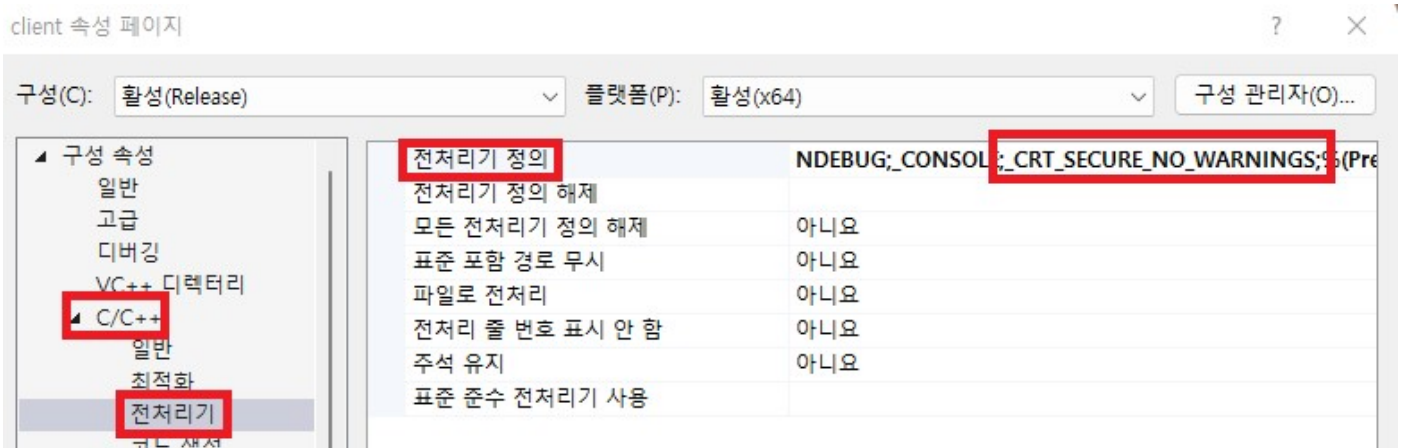 client 속성 페이지
? ×
구성(C): 활성(Release) 플랫폼(P): 활성(x64) 구성 관리자(O)...
구성 속성
일반
고급
디버깅
VC++ 디렉터리
C/C++
일반
최적화
전처리기
코드 생성
전처리기 정의 NDEBUG;_CONSOLE;_CRT_SECURE_NO_WARNINGS;%(Pre
전처리기 정의 해제
모든 전처리기 정의 해제 아니요
표준 포함 경로 무시 아니요
파일로 전처리 아니요
전처리 줄 번호 표시 안 함 아니요
주석 유지 아니요
표준 준수 전처리기 사용